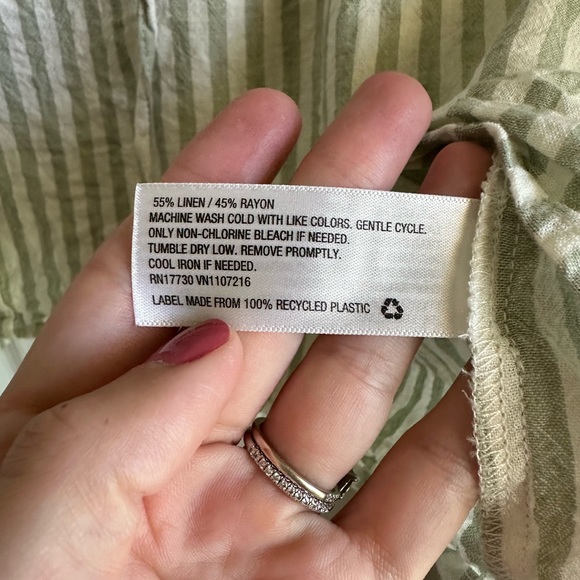 55% LINEN / 45% RAYON
MACHINE WASH COLD WITH LIKE COLORS. GENTLE CYCLE.
ONLY NON-CHLORINE BLEACH IF NEEDED.
TUMBLE DRY LOW. REMOVE PROMPTLY.
COOL IRON IF NEEDED.
RN17730 VN1107216
LABEL MADE FROM 100% RECYCLED PLASTIC